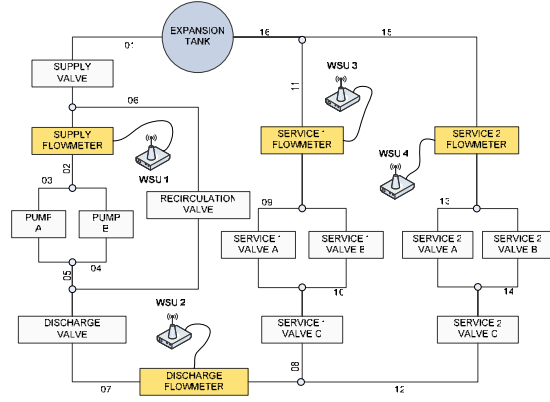 EXPANSION
TANK
01
16
15
SUPPLY
VALVE
WSU 3
11
06
SUPPLY
FLOWMETER
SERVICE 1
FLOWMETER
WSU 4
SERVICE 2
FLOWMETER
02
WSU 1
03
RECIRCULATION
VALVE
09
13
PUMP
A
PUMP
B
SERVICE 1
VALVE A
SERVICE 1
VALVE B
SERVICE 2
VALVE A
SERVICE 2
VALVE B
04
05
10
14
WSU 2
DISCHARGE
VALVE
SERVICE 1
VALVE C
SERVICE 2
VALVE C
08
07
DISCHARGE
FLOWMETER
12